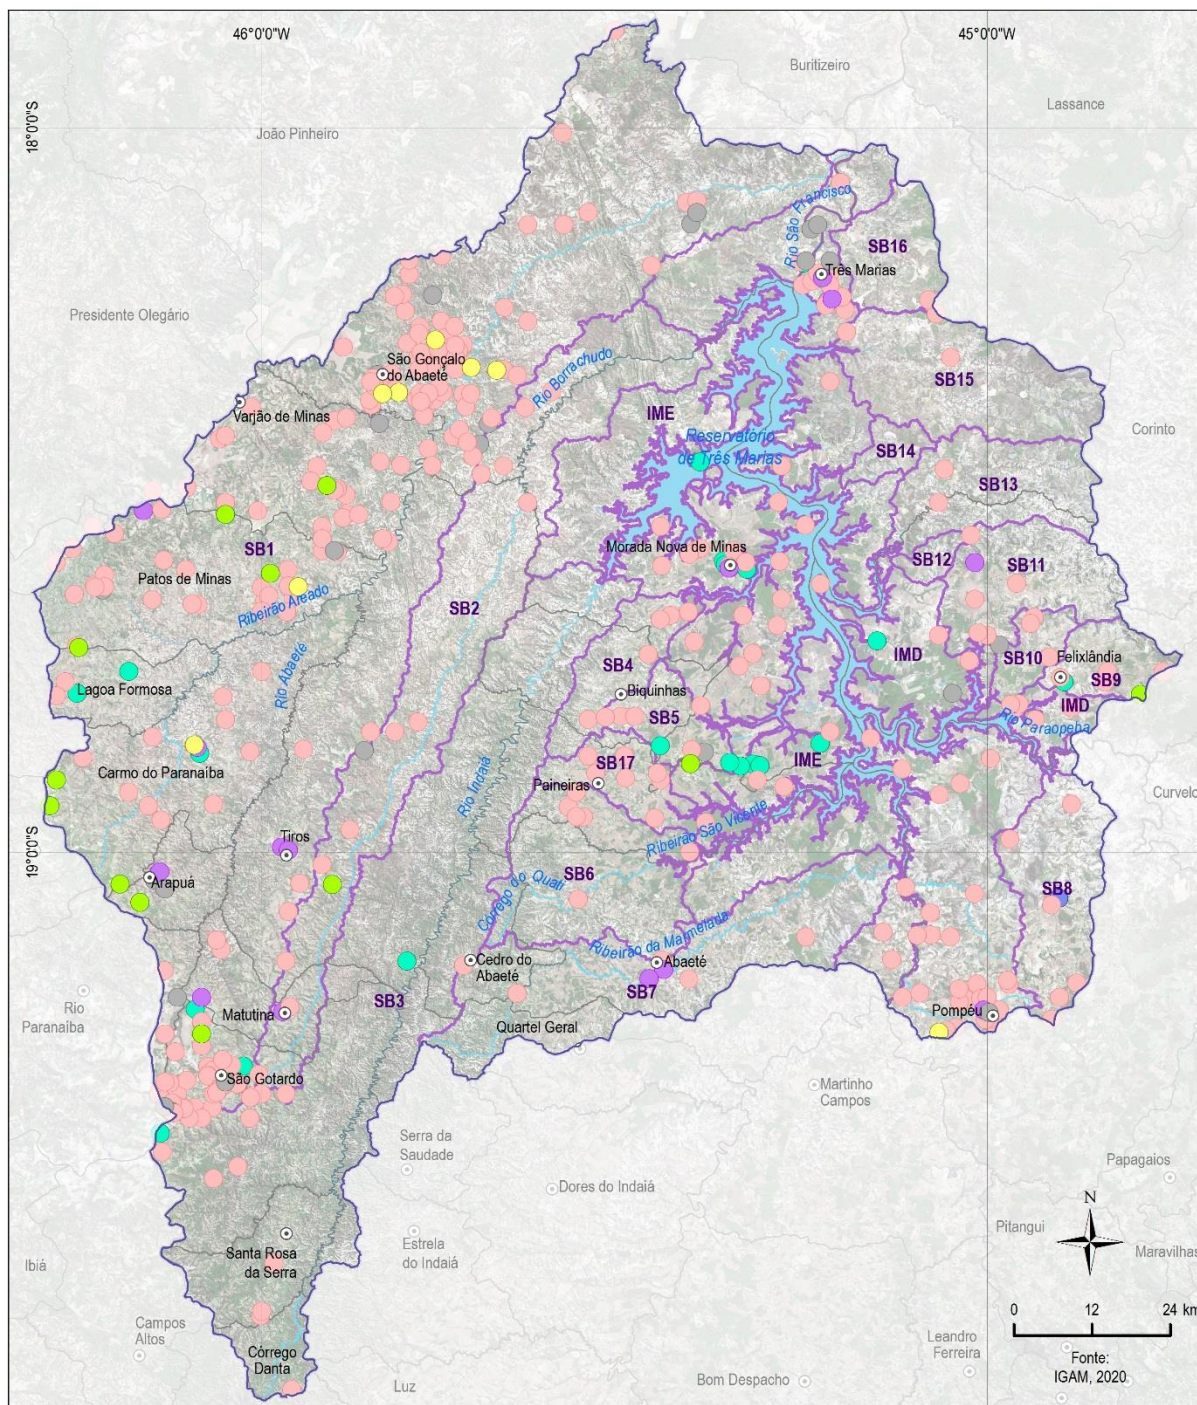 46°0'0"W
45°0'0"W
Buritizeiro
Lassance
18°0'0"S
João Pinheiro
Rio São Francisco
SB16
Três Marias
Presidente Olegário
São Gonçalo
do Abaeté
Rio Borrachudo
SB15
Varjão de Minas
IME
Corinto
Reservatório
de Três Marias
SB14
SB13
SB1
Morada Nova de Minas
SB12
SB11
Patos de Minas
SB2
Ribeirão Areado
Rio Abaeté
SB4
IMD
SB10
Felixlândia
SB9
Lagoa Formosa
Biquinhas
IMD
SB5
Rio Paraopeba
Carmo do Paranaíba
Rio Indaiá
SB17
IME
Paineiras
Curvelo
19°0'0"S
Tiros
Ribeirão São Vicente
Arapuá
SB6
Córrego do Quati
SB8
Ribeirão da Marmelada
Cedro do
Abaeté
Abaeté
SB7
Rio
Paranaíba
Matutina
SB3
Quartel Geral
Pompéu
São Gotardo
Martinho
Campos
Serra da
Saudade
Papagaios
Dores do Indaiá
N
Pitangui
Maravilhas
Santa Rosa
da Serra
Estrela
do Indaiá
Ibiá
0 12 24 km
Campos
Altos
Leandro
Ferreira
Córrego
Danta
Fonte:
IGAM, 2020
Luz
Bom Despacho